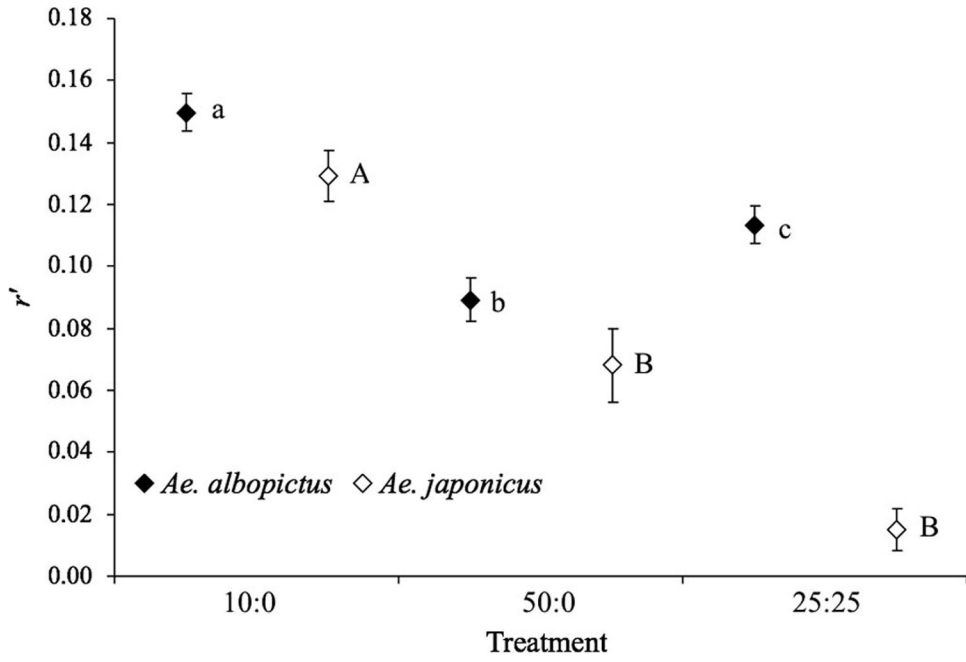 0.18
0.16
0.14
0.12
0.10
0.08
0.06
0.04
0.02
0.00
r′
a
A
b
B
c
B
Ae. albopictus Ae. japonicus
10:0 50:0 25:25
Treatment